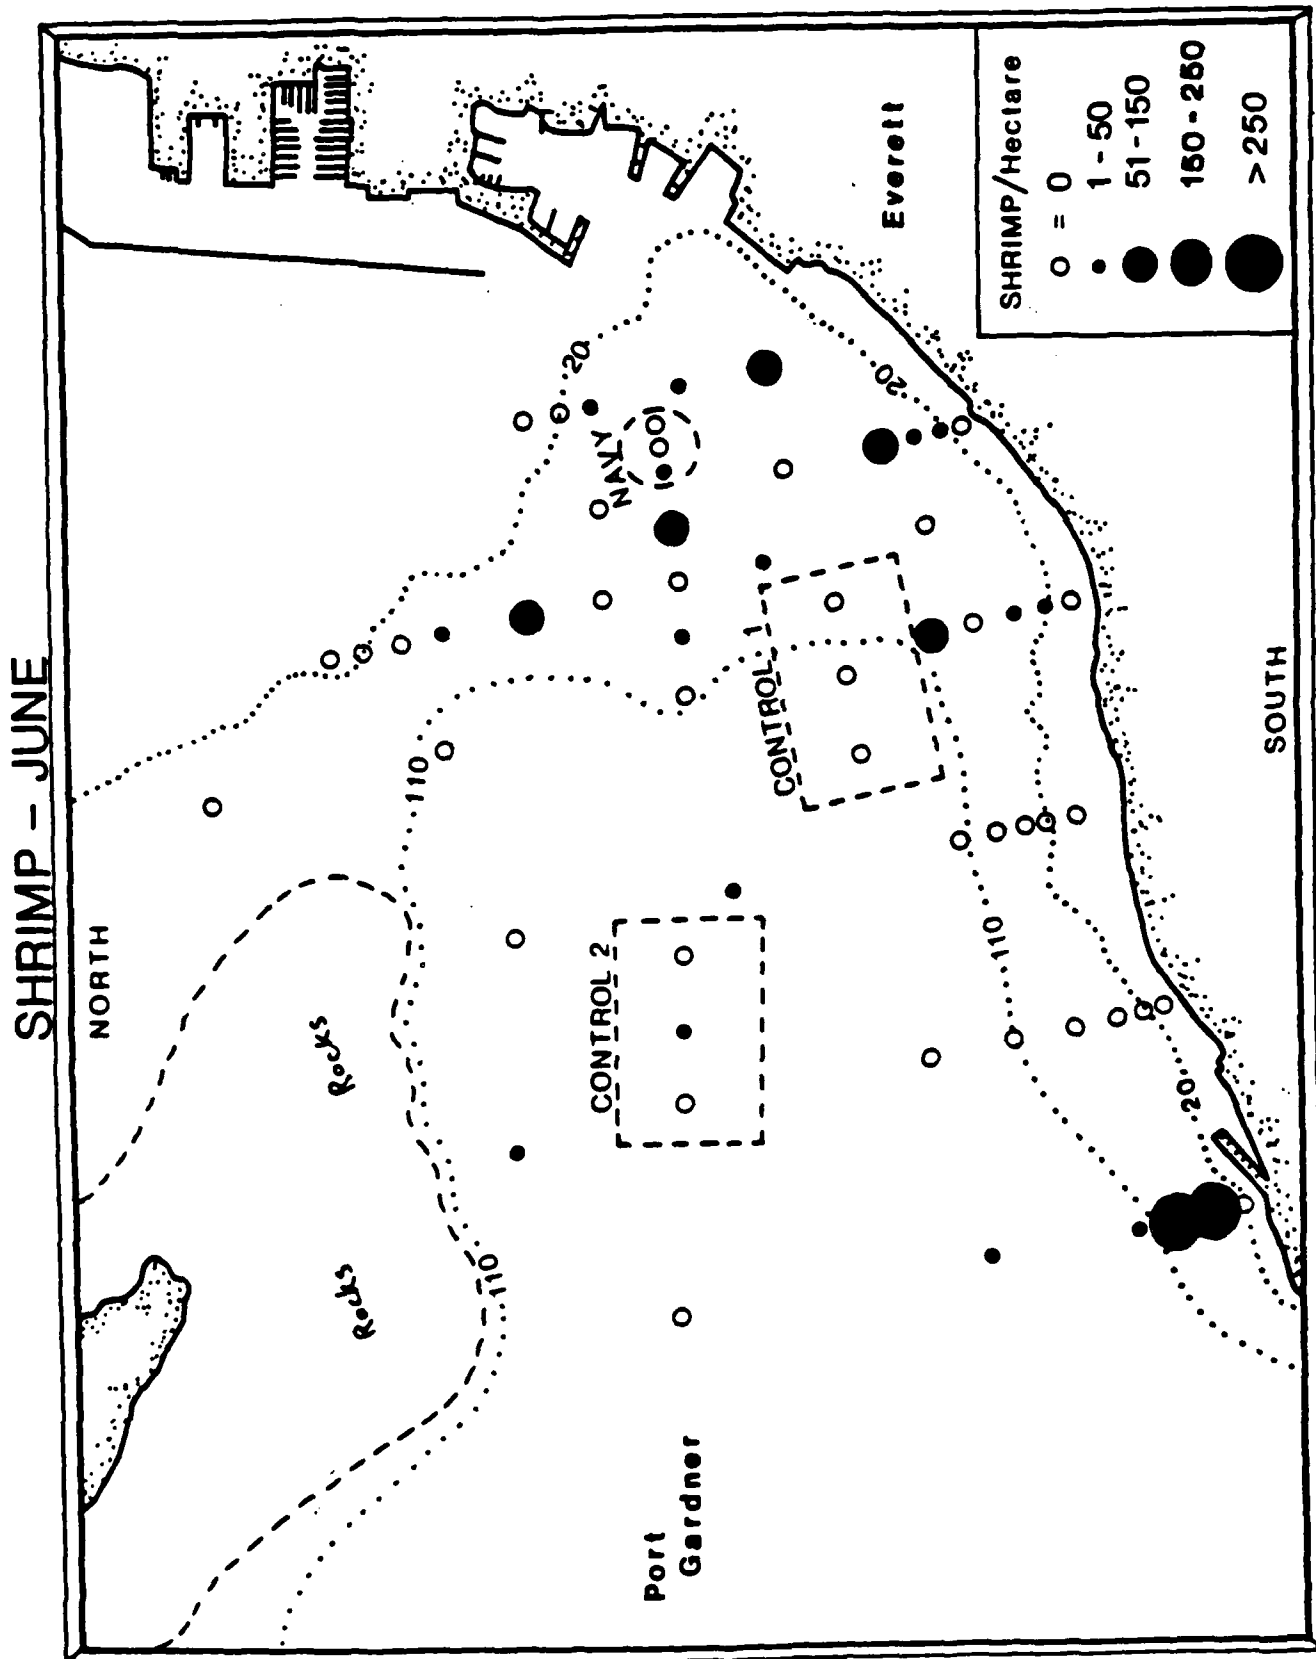 SHRIMP - JUNE
NORTH
Rocks
Rocks
110
110
20
NAVY
CONTROL 2
CONTROL 1
20
110
20
Port
Gardner
Everett
SOUTH
SHRIMP/Hectare
= 0
1 - 50
51-150
150-250
>250